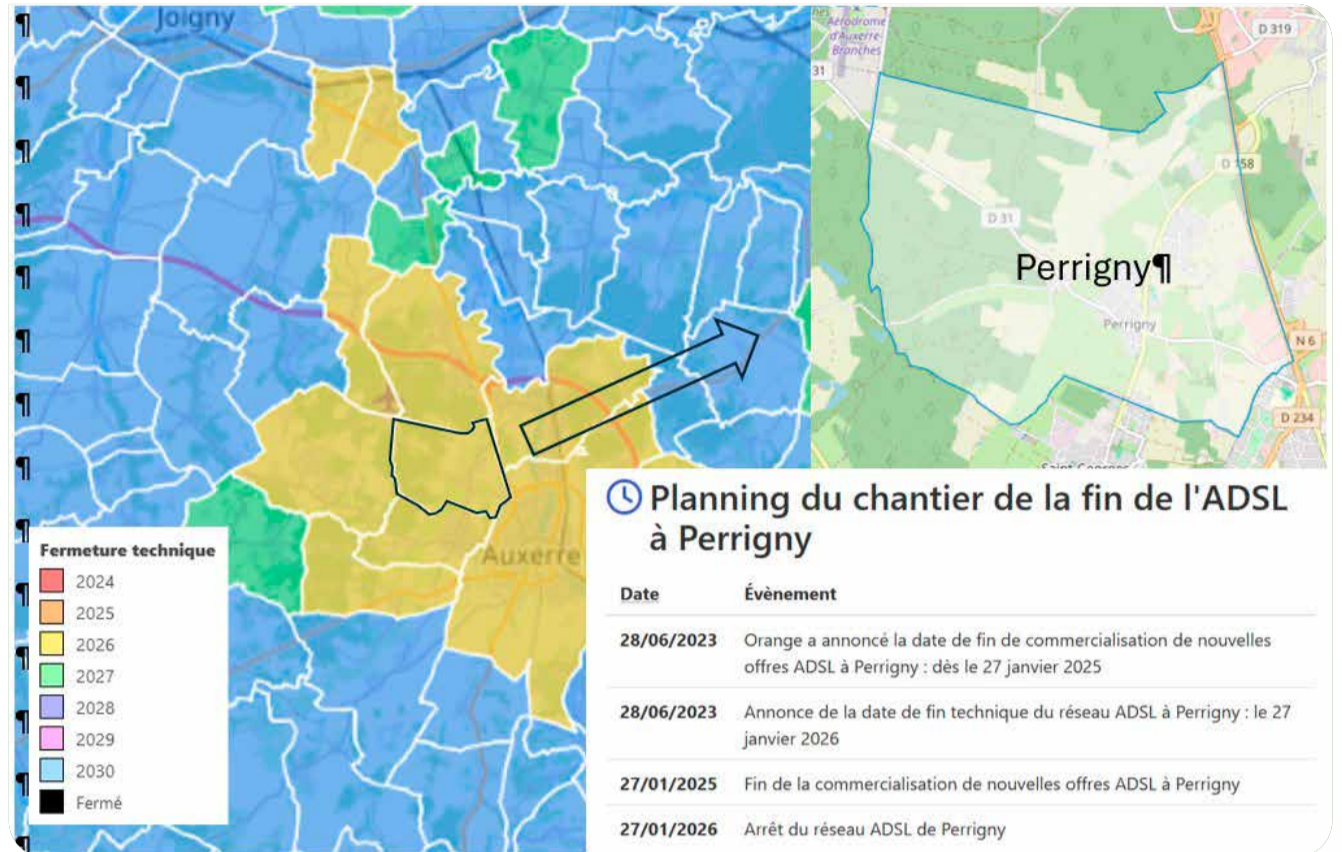 ¶
¶
¶
¶
¶
¶
¶
¶
¶
¶
¶
¶
¶
¶
Joigny
Auxerre
Fermeture technique
2024
2025
2026
2027
2028
2029
2030
Fermé
Aérodrome
d'Auxerre-
Branches
31
D 319
D 158
D 31
Perrigny¶
Perrigny
N 6
D 234
Planning du chantier de la fin de l'ADSL
à Perrigny
Date Évènement
28/06/2023 Orange a annoncé la date de fin de commercialisation de nouvelles
offres ADSL à Perrigny : dès le 27 janvier 2025
28/06/2023 Annonce de la date de fin technique du réseau ADSL à Perrigny : le 27
janvier 2026
27/01/2025 Fin de la commercialisation de nouvelles offres ADSL à Perrigny
27/01/2026 Arrêt du réseau ADSL de Perrigny